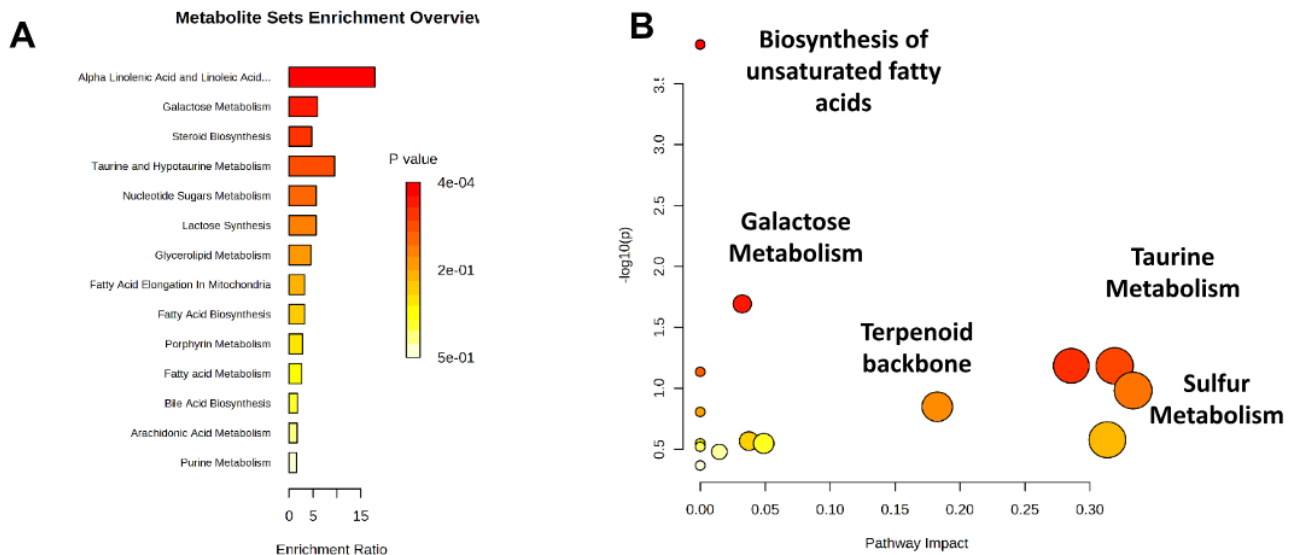 Metabolite Sets Enrichment Overview
A
Alpha Linolenic Acid and Linoleic Acid...
Galactose Metabolism
Steroid Biosynthesis
Taurine and Hypotaurine Metabolism
Nucleotide Sugars Metabolism
Lactose Synthesis
Glycerolipid Metabolism
Fatty Acid Elongation In Mitochondria
Fatty Acid Biosynthesis
Porphyrin Metabolism
Fatty acid Metabolism
Bile Acid Biosynthesis
Arachidonic Acid Metabolism
Purine Metabolism
0 5 15
Enrichment Ratio
P value
4e-04
2e-01
5e-01
B
Biosynthesis of
unsaturated fatty
acids
Galactose
Metabolism
Terpenoid
backbone
Taurine
Metabolism
Sulfur
Metabolism
-log10(p)
3.5
3.0
2.5
2.0
1.5
1.0
0.5
0.00 0.05 0.10 0.15 0.20 0.25 0.30
Pathway Impact